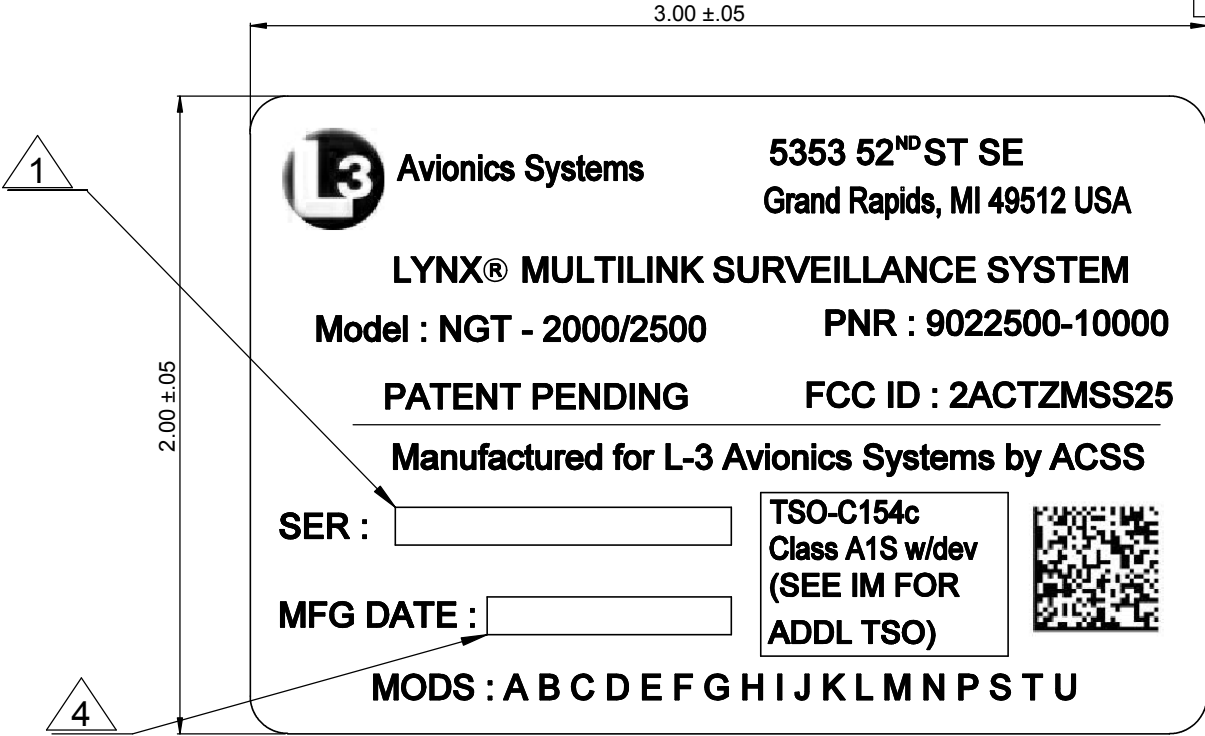 3.00 ±.05
2.00 ±.05
1
L3 Avionics Systems
5353 52ND ST SE
Grand Rapids, MI 49512 USA
LYNX® MULTILINK SURVEILLANCE SYSTEM
Model : NGT - 2000/2500
PNR : 9022500-10000
PATENT PENDING
FCC ID : 2ACTZMSS25
Manufactured for L-3 Avionics Systems by ACSS
SER :
TSO-C154c
Class A1S w/dev
(SEE IM FOR
ADDL TSO)
MFG DATE :
MODS : A B C D E F G H I J K L M N P S T U
4